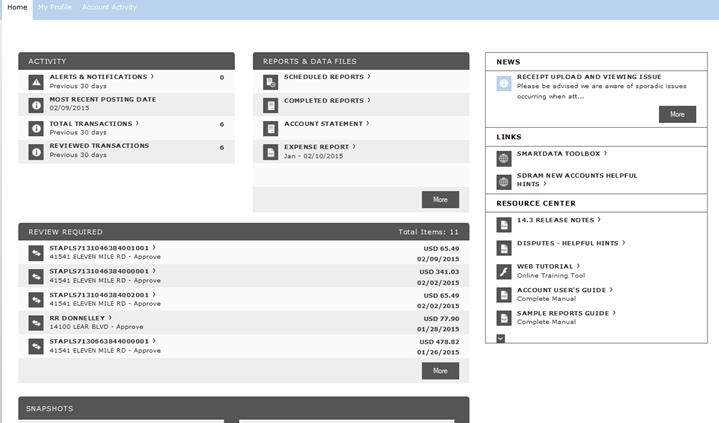 Home My Profile Account Activity
ACTIVITY
ALERTS & NOTIFICATIONS › 0
Previous 30 days
MOST RECENT POSTING DATE
02/09/2015
TOTAL TRANSACTIONS › 6
Previous 30 days
REVIEWED TRANSACTIONS 6
Previous 30 days
REPORTS & DATA FILES
SCHEDULED REPORTS ›
COMPLETED REPORTS ›
ACCOUNT STATEMENT ›
EXPENSE REPORT ›
Jan - 02/10/2015
More
REVIEW REQUIRED Total Items: 11
STAPLS7131046384001001 › USD 65.49
41541 ELEVEN MILE RD - Approve 02/09/2015
STAPLS7131046384000001 › USD 341.03
41541 ELEVEN MILE RD - Approve 02/02/2015
STAPLS7131046384002001 › USD 65.49
41541 ELEVEN MILE RD - Approve 02/02/2015
RR DONNELLEY › USD 77.90
14100 LEAR BLVD - Approve 01/28/2015
STAPLS7130663844000001 › USD 478.82
41541 ELEVEN MILE RD - Approve 01/26/2015
More
SNAPSHOTS
NEWS
RECEIPT UPLOAD AND VIEWING ISSUE
Please be advised we are aware of sporadic issues
occurring when att...
More
LINKS
SMARTDATA TOOLBOX ›
SDRAM NEW ACCOUNTS HELPFUL
HINTS ›
RESOURCE CENTER
14.3 RELEASE NOTES ›
DISPUTES - HELPFUL HINTS ›
WEB TUTORIAL ›
Online Training Tool
ACCOUNT USER'S GUIDE ›
Complete Manual
SAMPLE REPORTS GUIDE ›
Complete Manual